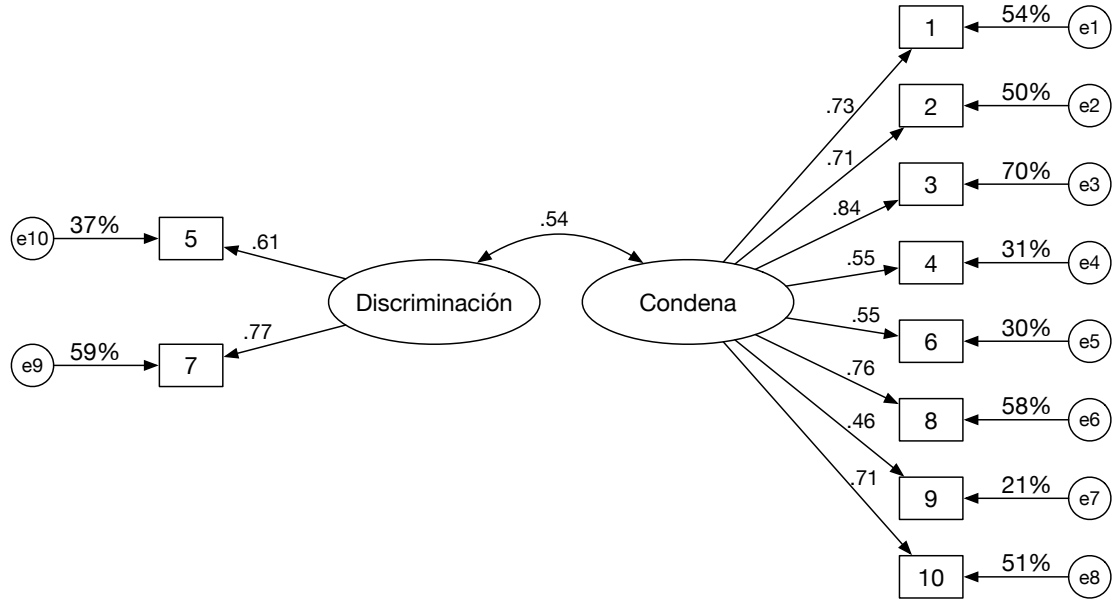 1
54%
e1
.73
2
50%
e2
.71
3
70%
e3
.84
.54
e10
37%
5
.61
4
31%
e4
.55
Discriminación
Condena
.55
6
30%
e5
e9
59%
7
.77
.76
8
58%
e6
.46
9
21%
e7
.71
10
51%
e8